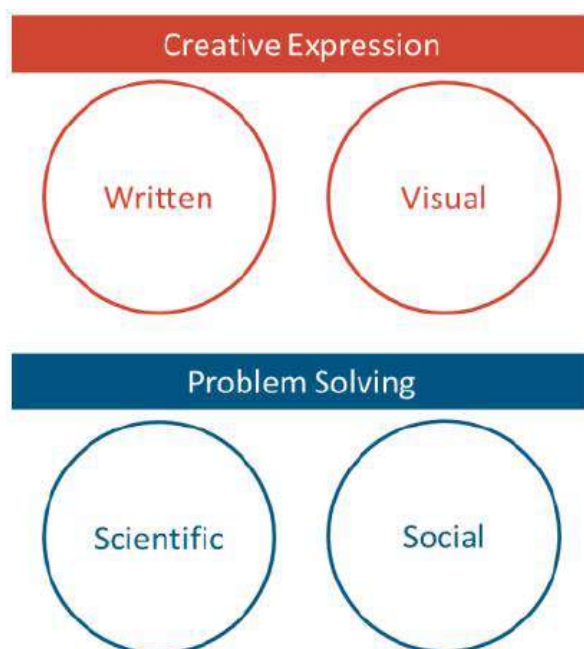 Creative Expression
Written
Visual
Problem Solving
Scientific
Social